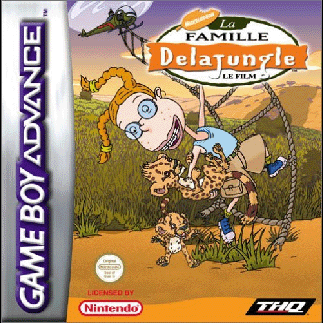 GAME BOY ADVANCE
Nickelodeon
La
FAMILLE
Delajungle
LE FILM
LICENSED BY
Nintendo
THQ